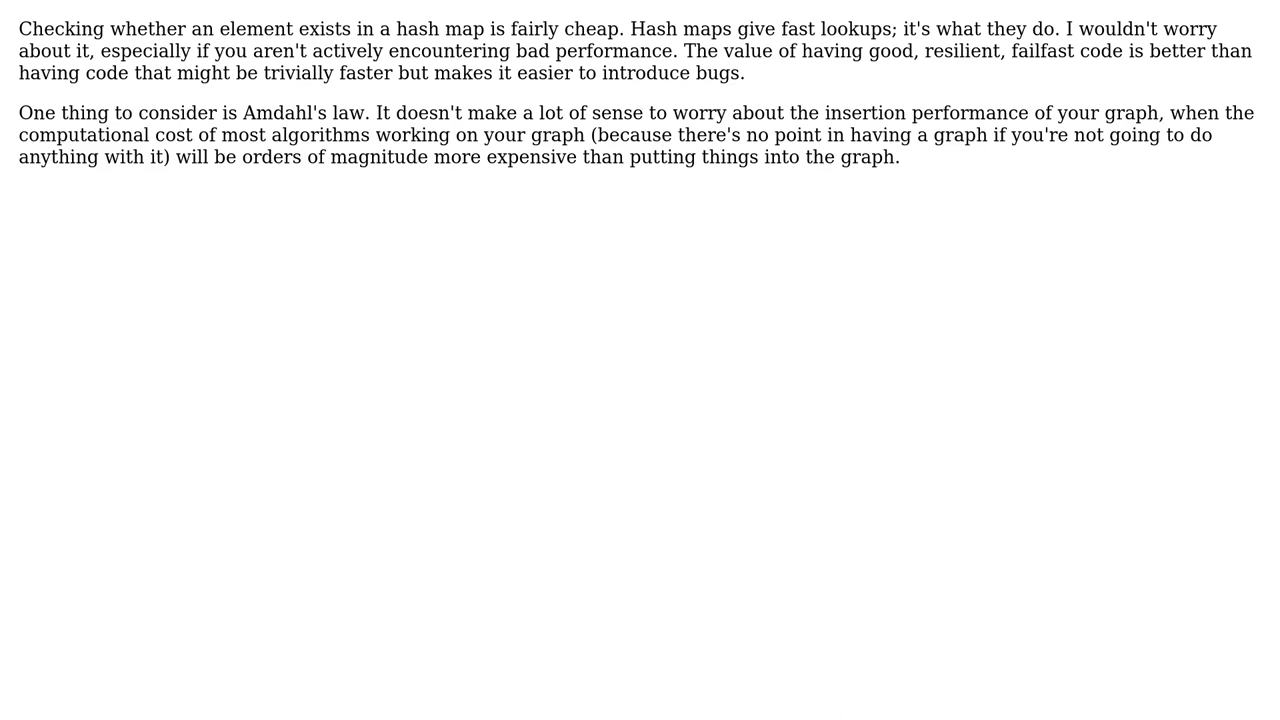 Checking whether an element exists in a hash map is fairly cheap. Hash maps give fast lookups; it's what they do. I wouldn't worry
about it, especially if you aren't actively encountering bad performance. The value of having good, resilient, failfast code is better than
having code that might be trivially faster but makes it easier to introduce bugs.
One thing to consider is Amdahl's law. It doesn't make a lot of sense to worry about the insertion performance of your graph, when the
computational cost of most algorithms working on your graph (because there's no point in having a graph if you're not going to do
anything with it) will be orders of magnitude more expensive than putting things into the graph.